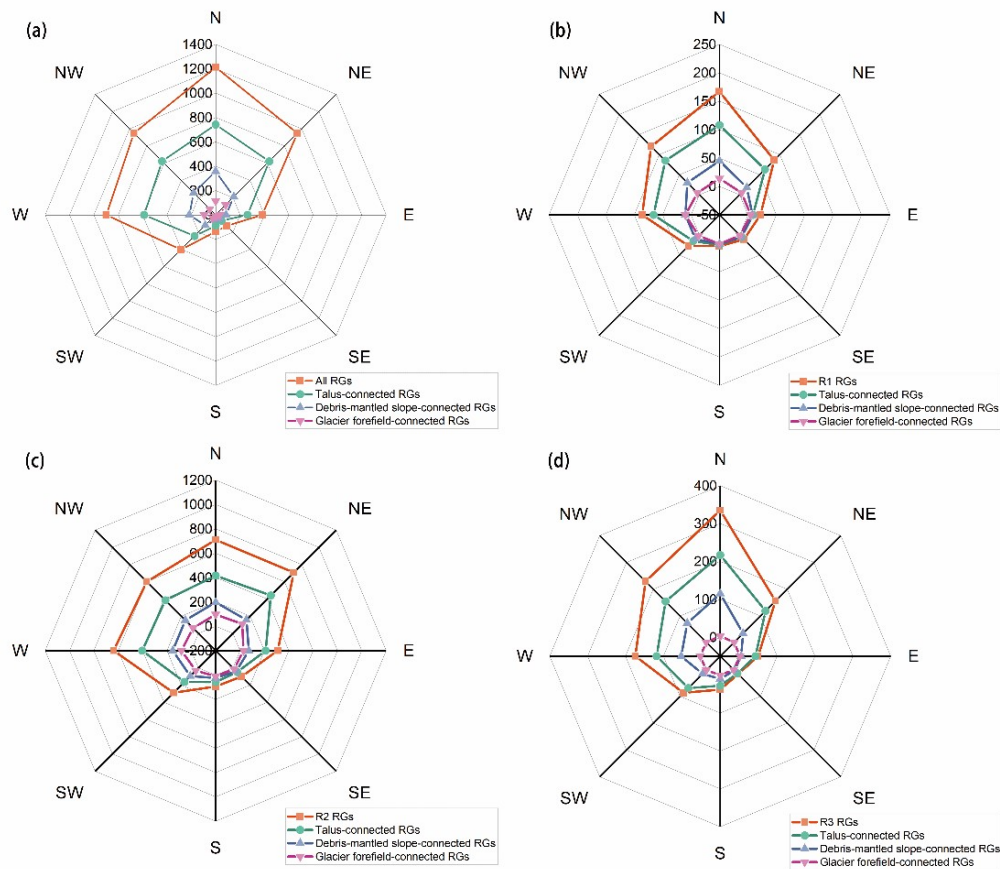 (a)
N
NW
NE
W
E
SW
SE
S
1400
1200
1000
800
600
400
200
All RGs
Talus-connected RGs
Debris-mantled slope-connected RGs
Glacier forefield-connected RGs
(b)
N
NW
NE
W
E
SW
SE
S
250
200
150
100
50
0
-50
R1 RGs
Talus-connected RGs
Debris-mantled slope-connected RGs
Glacier forefield-connected RGs
(c)
N
NW
NE
W
E
SW
SE
S
1200
1000
800
600
400
200
0
-200
R2 RGs
Talus-connected RGs
Debris-mantled slope-connected RGs
Glacier forefield-connected RGs
(d)
N
NW
NE
W
E
SW
SE
S
400
300
200
100
0
R3 RGs
Talus-connected RGs
Debris-mantled slope-connected RGs
Glacier forefield-connected RGs